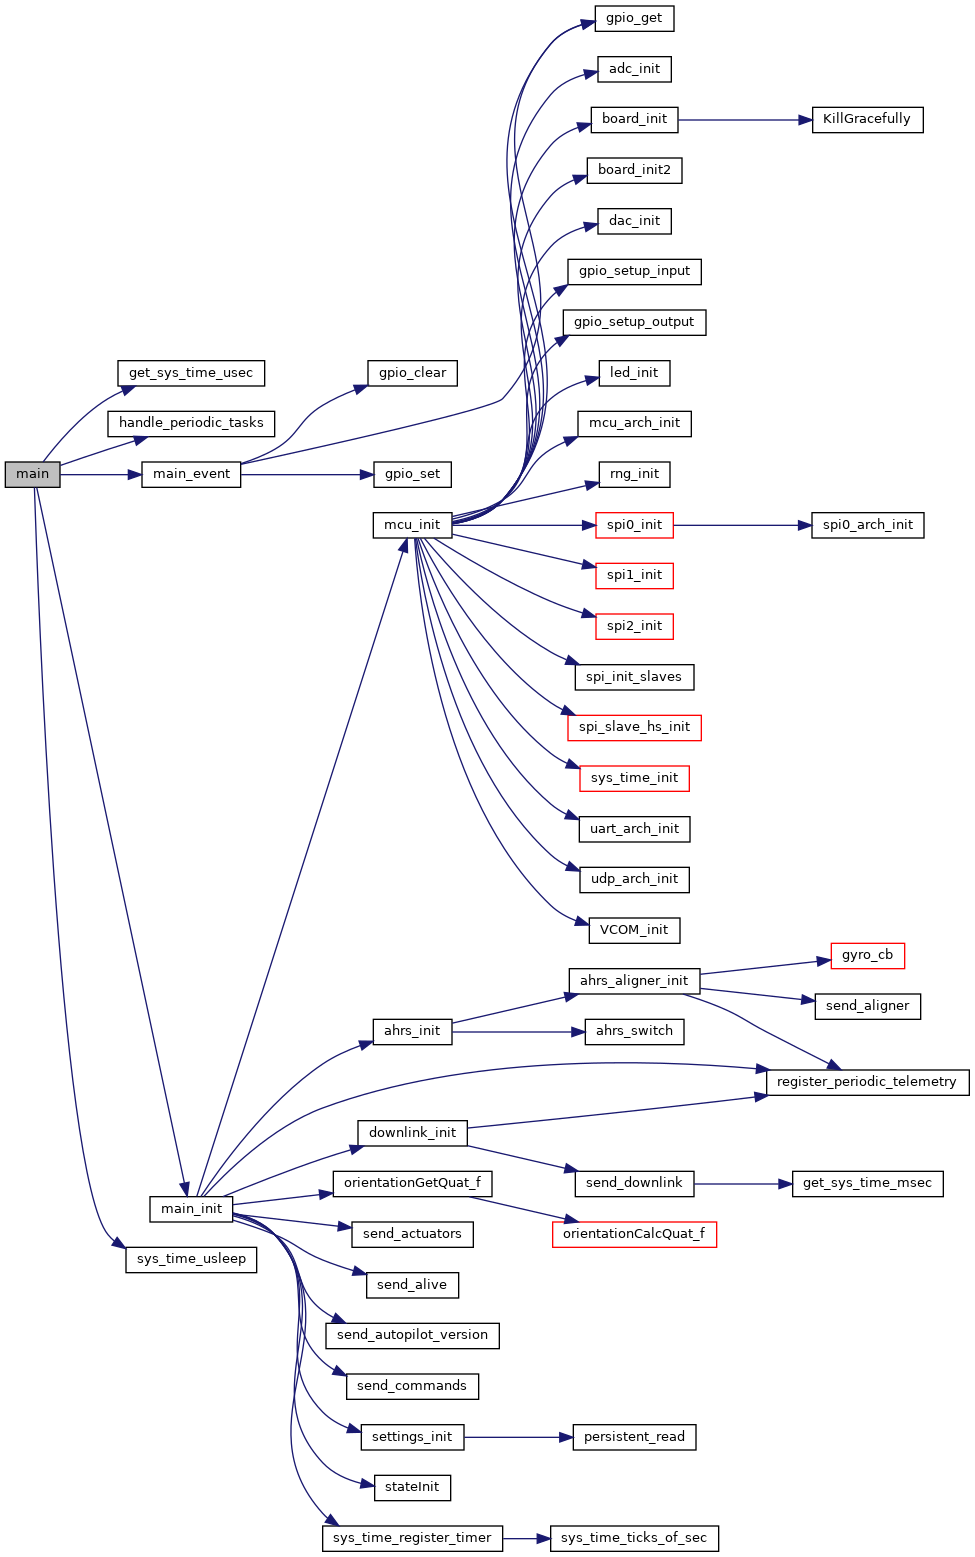 gpio_get
adc_init
board_init
KillGracefully
board_init2
dac_init
gpio_setup_input
gpio_setup_output
get_sys_time_usec
gpio_clear
led_init
handle_periodic_tasks
mcu_arch_init
main
main_event
gpio_set
rng_init
mcu_init
spi0_init
spi0_arch_init
spi1_init
spi2_init
spi_init_slaves
spi_slave_hs_init
sys_time_init
uart_arch_init
udp_arch_init
VCOM_init
gyro_cb
ahrs_aligner_init
send_aligner
ahrs_init
ahrs_switch
register_periodic_telemetry
downlink_init
orientationGetQuat_f
send_downlink
get_sys_time_msec
main_init
send_actuators
orientationCalcQuat_f
sys_time_usleep
send_alive
send_autopilot_version
send_commands
settings_init
persistent_read
stateInit
sys_time_register_timer
sys_time_ticks_of_sec